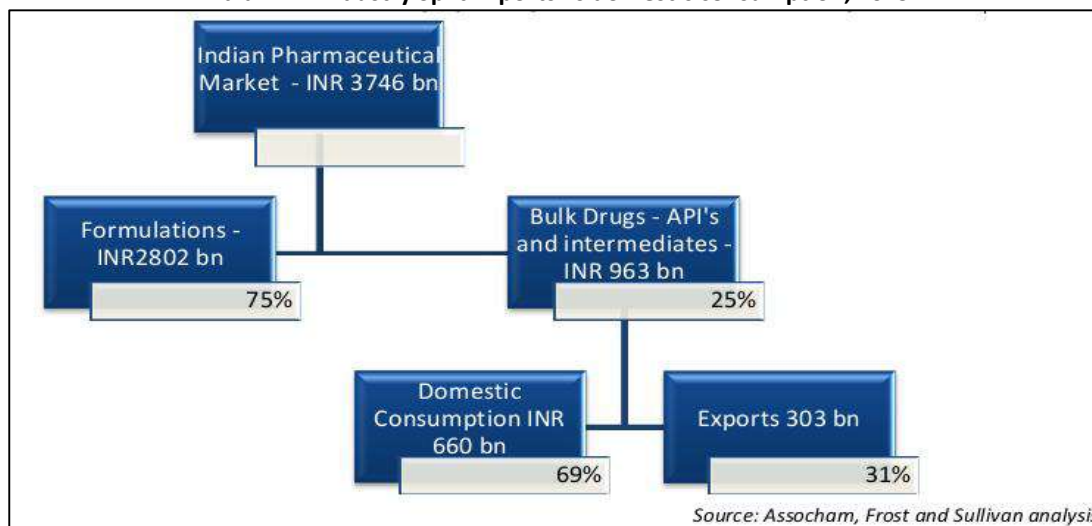 Indian Pharmaceutical
Market - INR 3746 bn
Formulations -
INR2802 bn
75%
Bulk Drugs - API's
and intermediates -
INR 963 bn
25%
Domestic
Consumption INR
660 bn
69%
Exports 303 bn
31%
Source: Assocham, Frost and Sullivan analysi